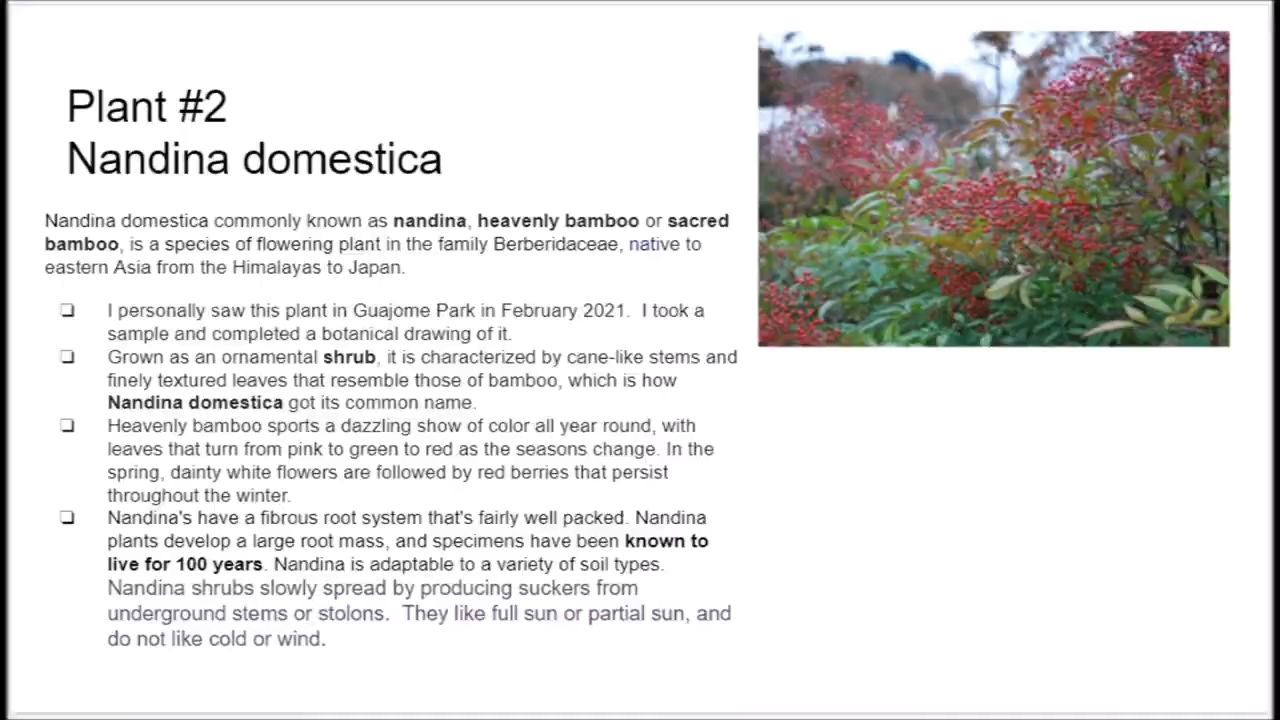 Plant #2
Nandina domestica
Nandina domestica commonly known as nandina, heavenly bamboo or sacred
bamboo, is a species of flowering plant in the family Berberidaceae, native to
eastern Asia from the Himalayas to Japan.
❏ I personally saw this plant in Guajome Park in February 2021.  I took a
sample and completed a botanical drawing of it.
❏ Grown as an ornamental shrub, it is characterized by cane-like stems and
finely textured leaves that resemble those of bamboo, which is how
Nandina domestica got its common name.
❏ Heavenly bamboo sports a dazzling show of color all year round, with
leaves that turn from pink to green to red as the seasons change. In the
spring, dainty white flowers are followed by red berries that persist
throughout the winter.
❏ Nandina's have a fibrous root system that's fairly well packed. Nandina
plants develop a large root mass, and specimens have been known to
live for 100 years. Nandina is adaptable to a variety of soil types.
Nandina shrubs slowly spread by producing suckers from
underground stems or stolons.  They like full sun or partial sun, and
do not like cold or wind.